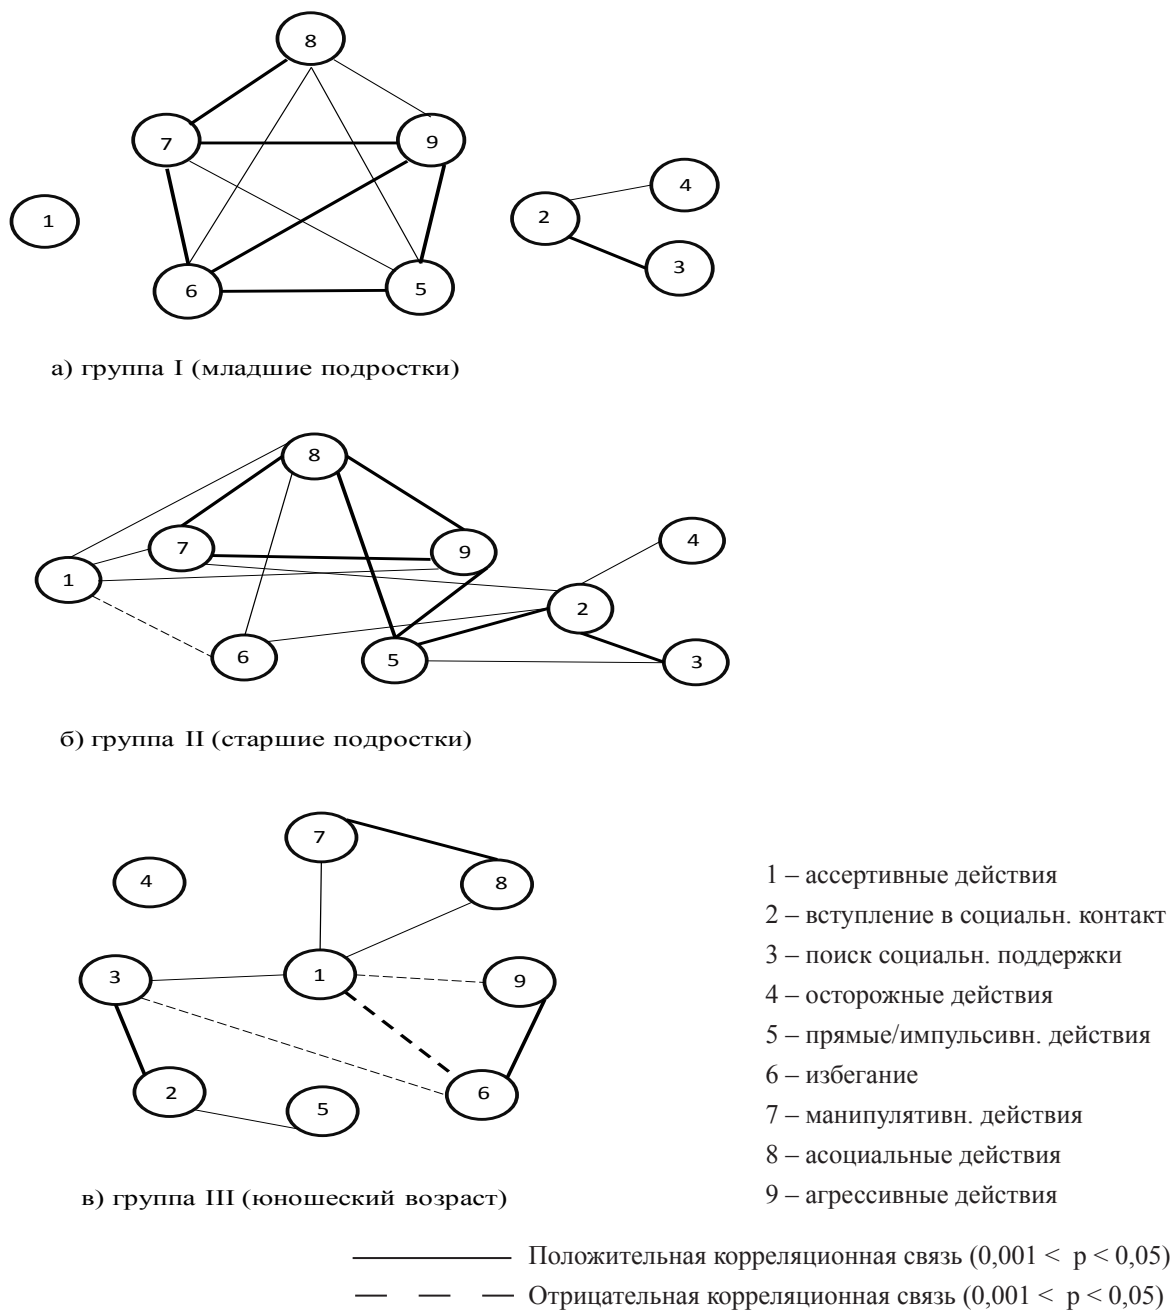 8
7
9
4
2
1
3
6
5
а) группа I (младшие подростки)
8
4
7
9
1
2
6
5
3
б) группа II (старшие подростки)
7
4
8
3
1
9
2
6
5
1 – ассертивные действия
2 – вступление в социальн. контакт
3 – поиск социальн. поддержки
4 – осторожные действия
5 – прямые/импульсивн. действия
6 – избегание
7 – манипулятивн. действия
8 – асоциальные действия
9 – агрессивные действия
в) группа III (юношеский возраст)
Положительная корреляционная связь (0,001 < p < 0,05)
Отрицательная корреляционная связь (0,001 < p < 0,05)